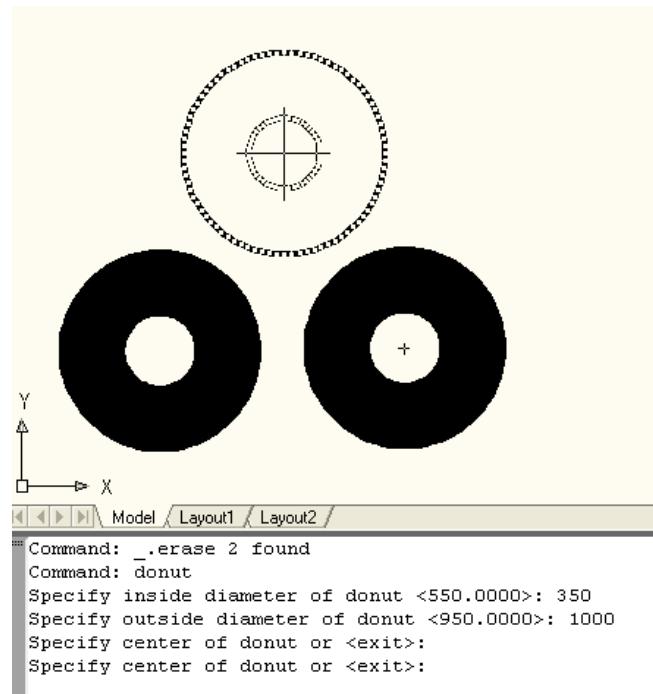 Y
X
Model / Layout1 / Layout2 /
Command: _.erase 2 found
Command: donut
Specify inside diameter of donut <550.0000>: 350
Specify outside diameter of donut <950.0000>: 1000
Specify center of donut or <exit>:
Specify center of donut or <exit>: